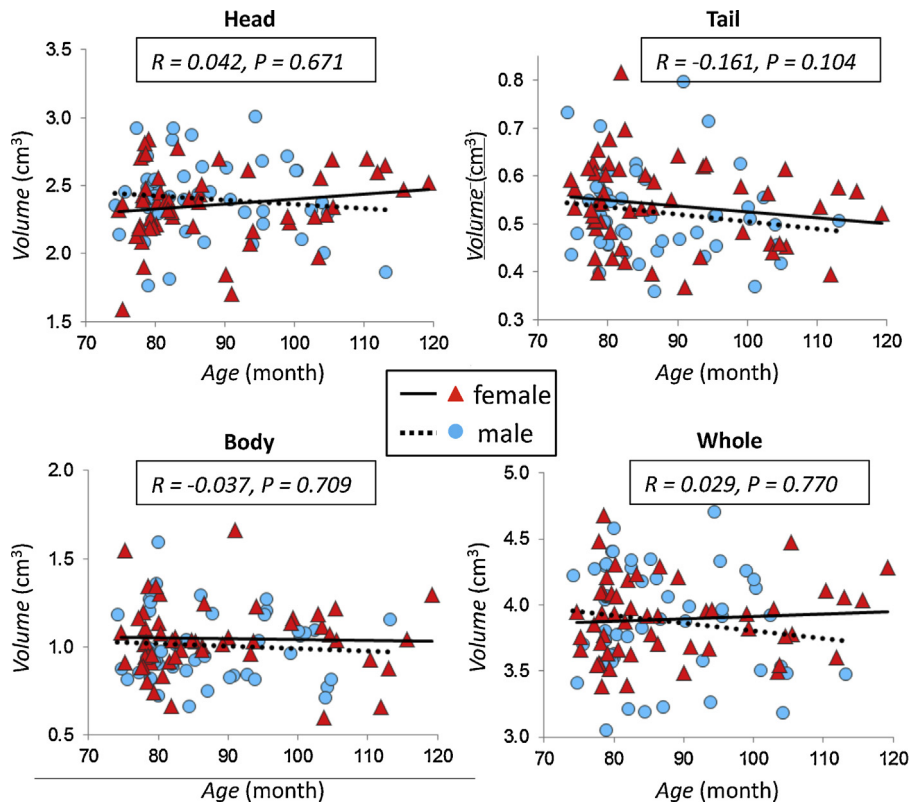 Head
R = 0.042, P = 0.671
3.5
3.0
2.5
2.0
1.5
Volume (cm³)
70 80 90 100 110 120
Age (month)
Tail
R = -0.161, P = 0.104
0.8
0.7
0.6
0.5
0.4
0.3
Volume (cm³)
70 80 90 100 110 120
Age (month)
female
male
Body
R = -0.037, P = 0.709
2.0
1.5
1.0
0.5
Volume (cm³)
70 80 90 100 110 120
Age (month)
Whole
R = 0.029, P = 0.770
5.0
4.5
4.0
3.5
3.0
Volume (cm³)
70 80 90 100 110 120
Age (month)